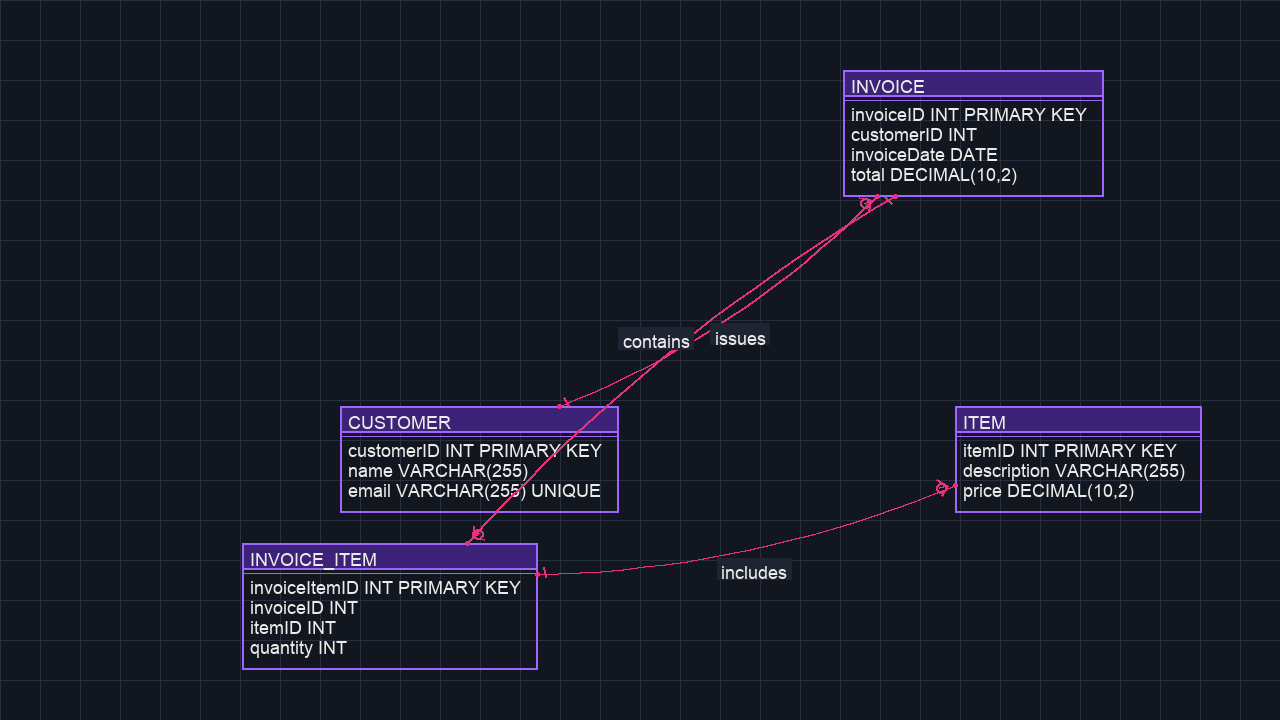 INVOICE
invoiceID INT PRIMARY KEY
customerID INT
invoiceDate DATE
total DECIMAL(10,2)
contains
issues
CUSTOMER
customerID INT PRIMARY KEY
name VARCHAR(255)
email VARCHAR(255) UNIQUE
ITEM
itemID INT PRIMARY KEY
description VARCHAR(255)
price DECIMAL(10,2)
INVOICE_ITEM
invoiceItemID INT PRIMARY KEY
invoiceID INT
itemID INT
quantity INT
includes